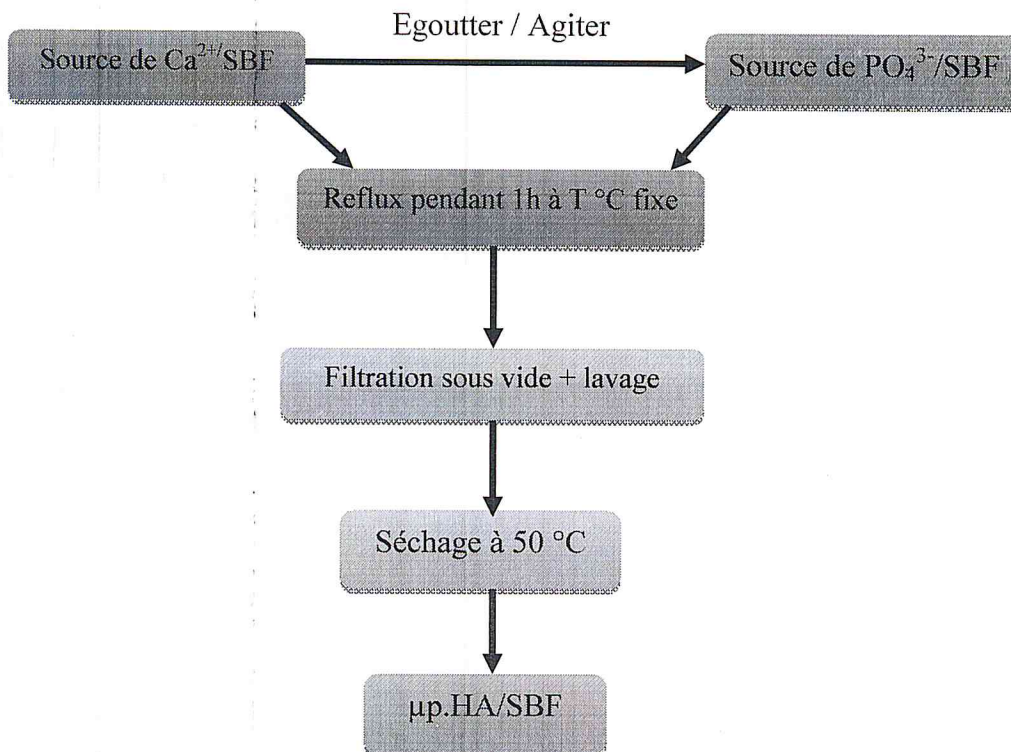 Egoutter / Agiter
Source de Ca²⁺/SBF
Source de PO₄³⁻/SBF
Reflux pendant 1h à T °C fixe
Filtration sous vide + lavage
Séchage à 50 °C
µp.HA/SBF